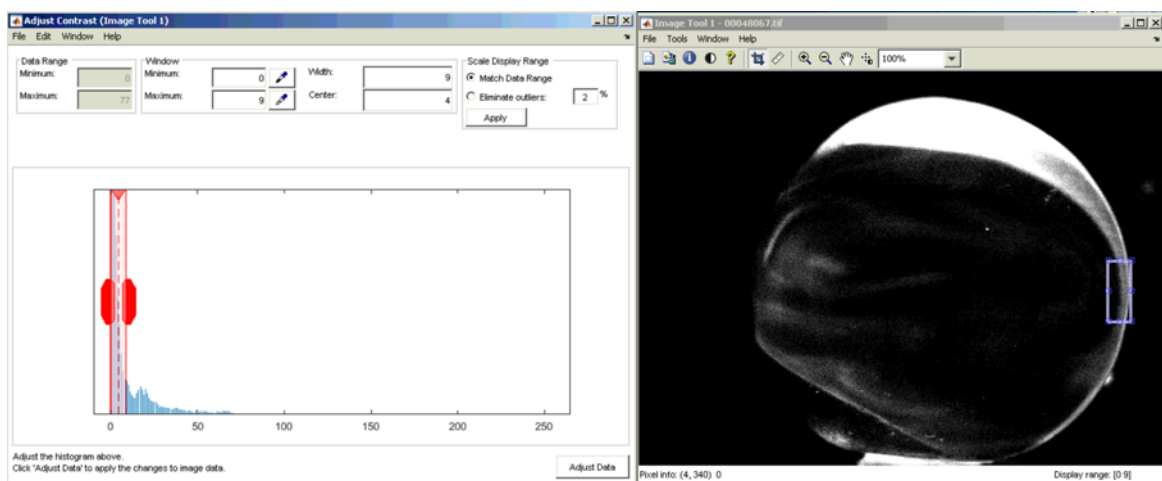 Adjust Contrast (Image Tool 1)
File Edit Window Help
Data Range
Minimum: 0
Maximum: 77
Window
Minimum: 0
Maximum: 9
Width: 9
Center: 4
Scale Display Range
Match Data Range
Eliminate outliers: 2 %
Apply
0 50 100 150 200 250
Adjust the histogram above.
Click 'Adjust Data' to apply the changes to image data.
Adjust Data
Image Tool 1 - 00048067.tif
File Tools Window Help
100%
Pixel info: (4, 340) 0
Display range: [0 9]